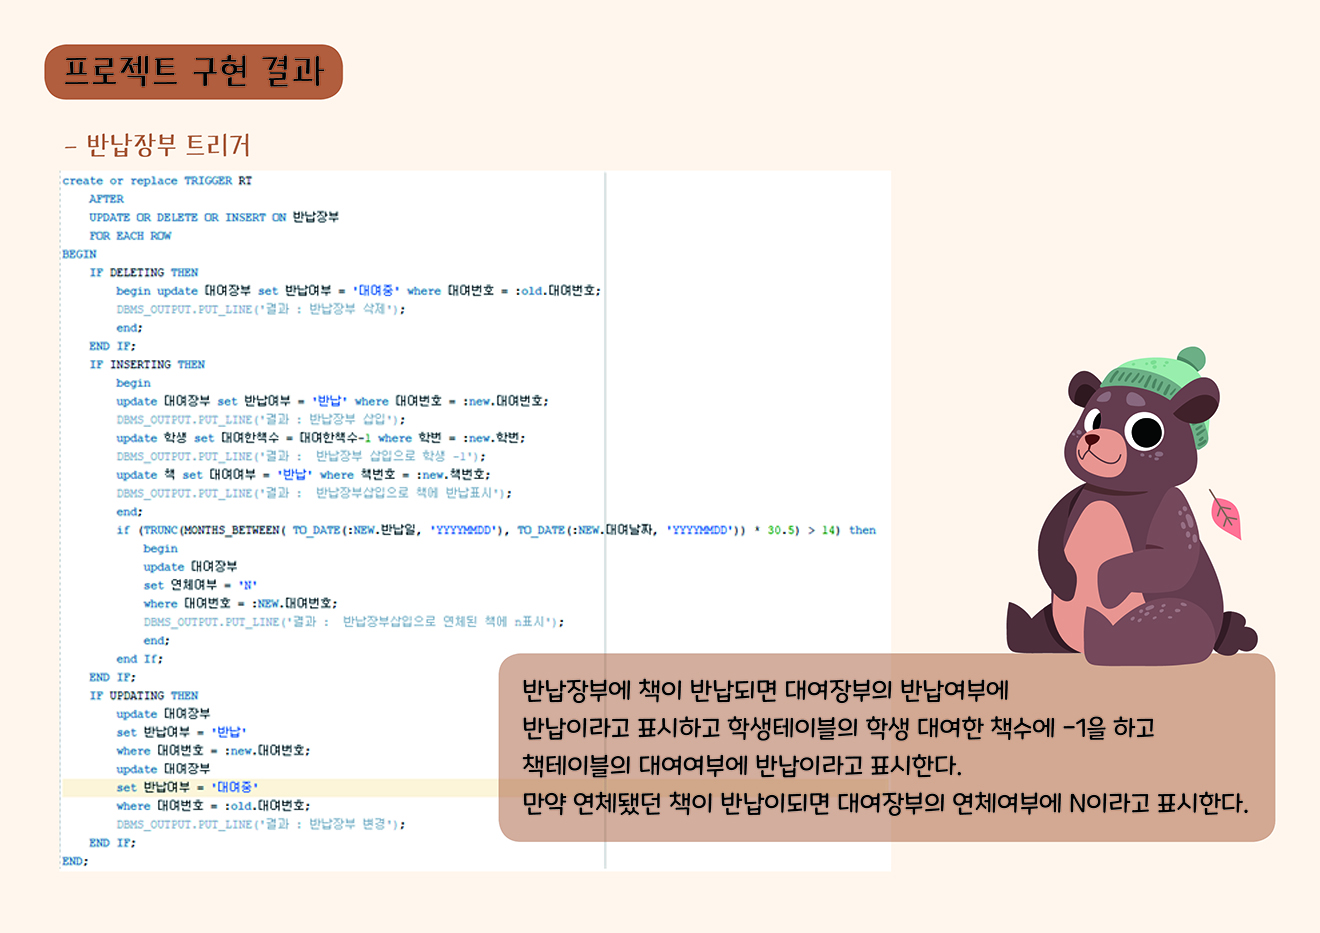 프로젝트 구현 결과
- 반납장부 트리거
create or replace TRIGGER RT
AFTER
UPDATE OR DELETE OR INSERT ON 반납장부
FOR EACH ROW
BEGIN
IF DELETING THEN
begin update 대여장부 set 반납여부 = '대여중' where 대여번호 = :old.대여번호;
DBMS_OUTPUT.PUT_LINE('결과 : 반납장부 삭제');
end;
END IF;
IF INSERTING THEN
begin
update 대여장부 set 반납여부 = '반납' where 대여번호 = :new.대여번호;
DBMS_OUTPUT.PUT_LINE('결과 : 반납장부 삽입');
update 학생 set 대여한책수 = 대여한책수-1 where 학번 = :new.학번;
DBMS_OUTPUT.PUT_LINE('결과 :  반납장부 삽입으로 학생 -1');
update 책 set 대여여부 = '반납' where 책번호 = :new.책번호;
DBMS_OUTPUT.PUT_LINE('결과 :  반납장부삽입으로 책에 반납표시');
end;
if (TRUNC(MONTHS_BETWEEN( TO_DATE(:NEW.반납일, 'YYYYMMDD'), TO_DATE(:NEW.대여날짜, 'YYYYMMDD')) * 30.5) > 14) then
begin
update 대여장부
set 연체여부 = 'N'
where 대여번호 = :NEW.대여번호;
DBMS_OUTPUT.PUT_LINE('결과 :  반납장부삽입으로 연체된 책에 n표시');
end;
end If;
END IF;
IF UPDATING THEN
update 대여장부
set 반납여부 = '반납'
where 대여번호 = :new.대여번호;
update 대여장부
set 반납여부 = '대여중'
where 대여번호 = :old.대여번호;
DBMS_OUTPUT.PUT_LINE('결과 : 반납장부 변경');
END IF;
END;
반납장부에 책이 반납되면 대여장부의 반납여부에
반납이라고 표시하고 학생테이블의 학생 대여한 책수에 -1을 하고
책테이블의 대여여부에 반납이라고 표시한다.
만약 연체됐던 책이 반납이되면 대여장부의 연체여부에 N이라고 표시한다.